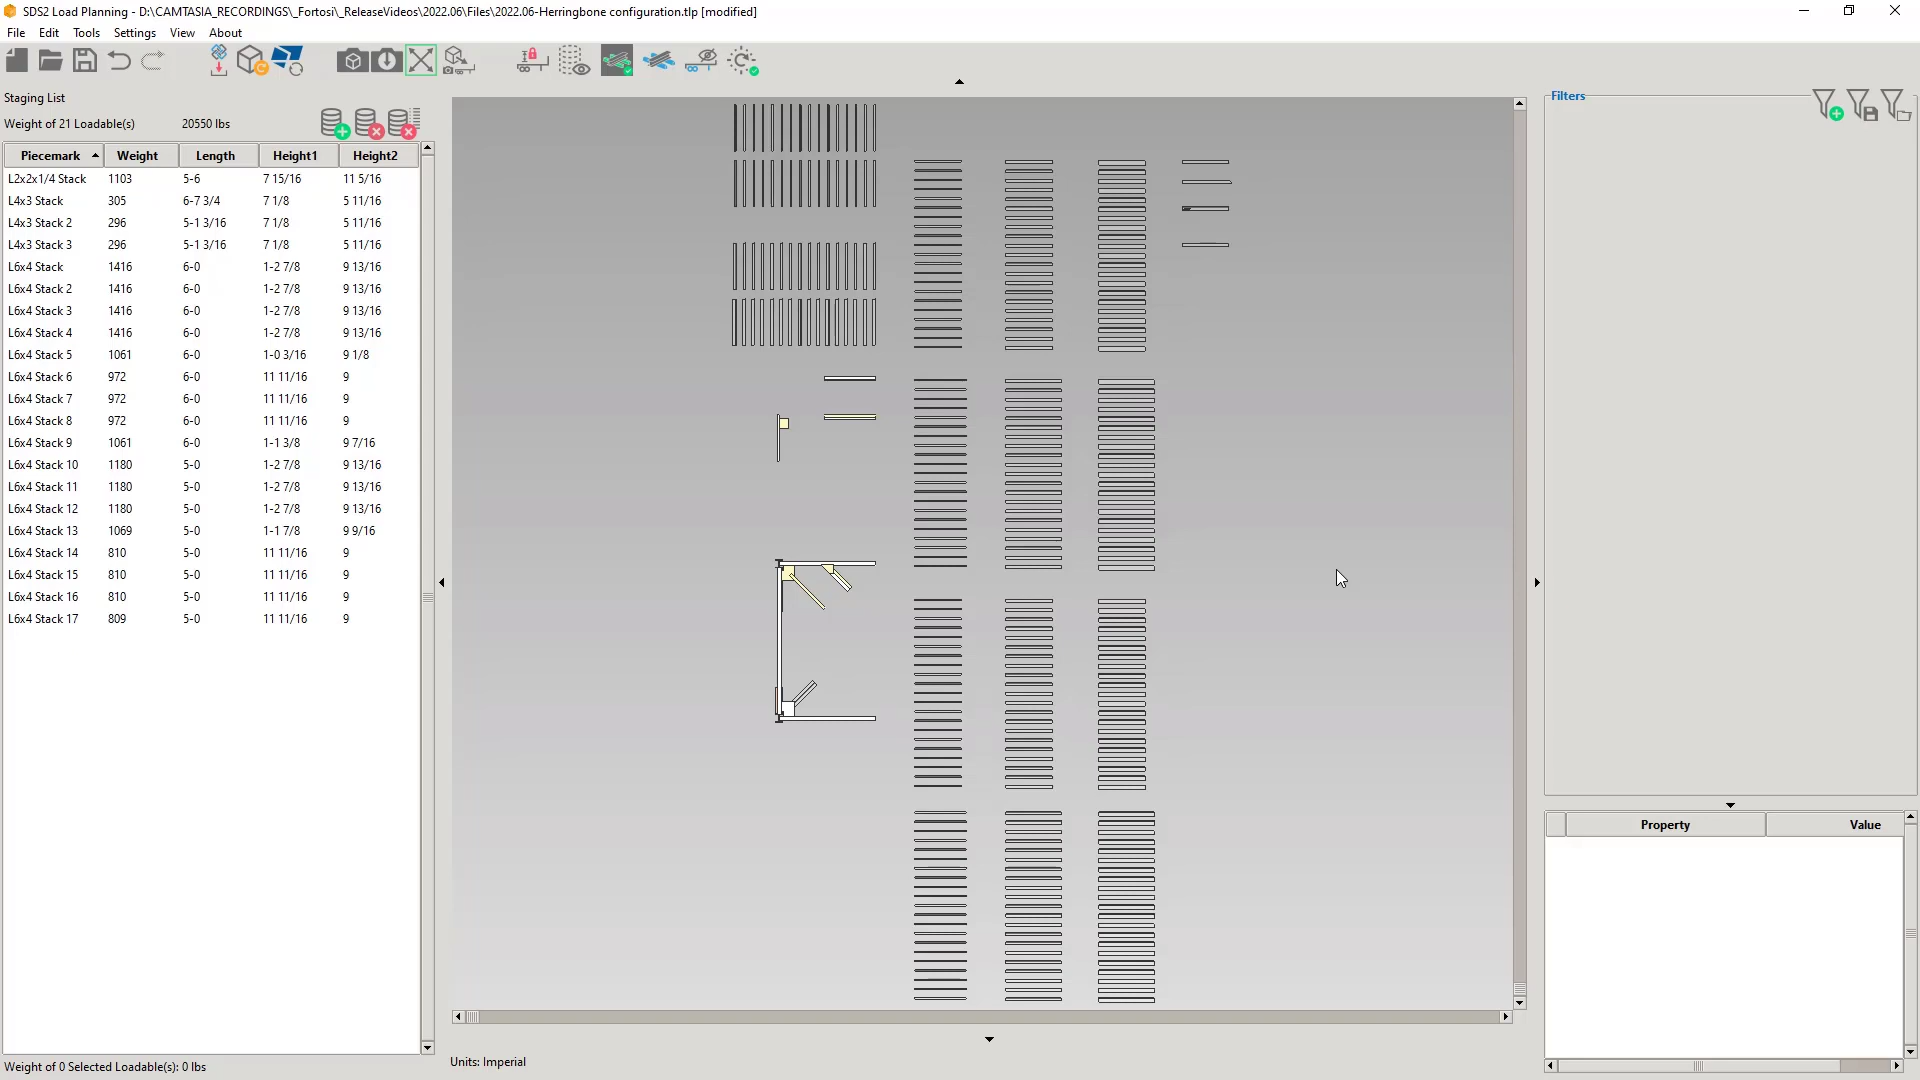 SDS2 Load Planning - D:\CAMTASIA_RECORDINGS\_Fortosi\_ReleaseVideos\2022.06\Files\2022.06-Herringbone configuration.tlp [modified]
File Edit Tools Settings View About
Staging List
Weight of 21 Loadable(s) 20550 lbs
Piecemark Weight Length Height1 Height2
L2x2x1/4 Stack 1103 5-6 7 15/16 11 5/16
L4x3 Stack 305 6-7 3/4 7 1/8 5 11/16
L4x3 Stack 2 296 5-1 3/16 7 1/8 5 11/16
L4x3 Stack 3 296 5-1 3/16 7 1/8 5 11/16
L6x4 Stack 1416 6-0 1-2 7/8 9 13/16
L6x4 Stack 2 1416 6-0 1-2 7/8 9 13/16
L6x4 Stack 3 1416 6-0 1-2 7/8 9 13/16
L6x4 Stack 4 1416 6-0 1-2 7/8 9 13/16
L6x4 Stack 5 1061 6-0 1-0 3/16 9 1/8
L6x4 Stack 6 972 6-0 11 11/16 9
L6x4 Stack 7 972 6-0 11 11/16 9
L6x4 Stack 8 972 6-0 11 11/16 9
L6x4 Stack 9 1061 6-0 1-1 3/8 9 7/16
L6x4 Stack 10 1180 5-0 1-2 7/8 9 13/16
L6x4 Stack 11 1180 5-0 1-2 7/8 9 13/16
L6x4 Stack 12 1180 5-0 1-2 7/8 9 13/16
L6x4 Stack 13 1069 5-0 1-1 7/8 9 9/16
L6x4 Stack 14 810 5-0 11 11/16 9
L6x4 Stack 15 810 5-0 11 11/16 9
L6x4 Stack 16 810 5-0 11 11/16 9
L6x4 Stack 17 809 5-0 11 11/16 9
Weight of 0 Selected Loadable(s): 0 lbs
Units: Imperial
Filters
Property Value